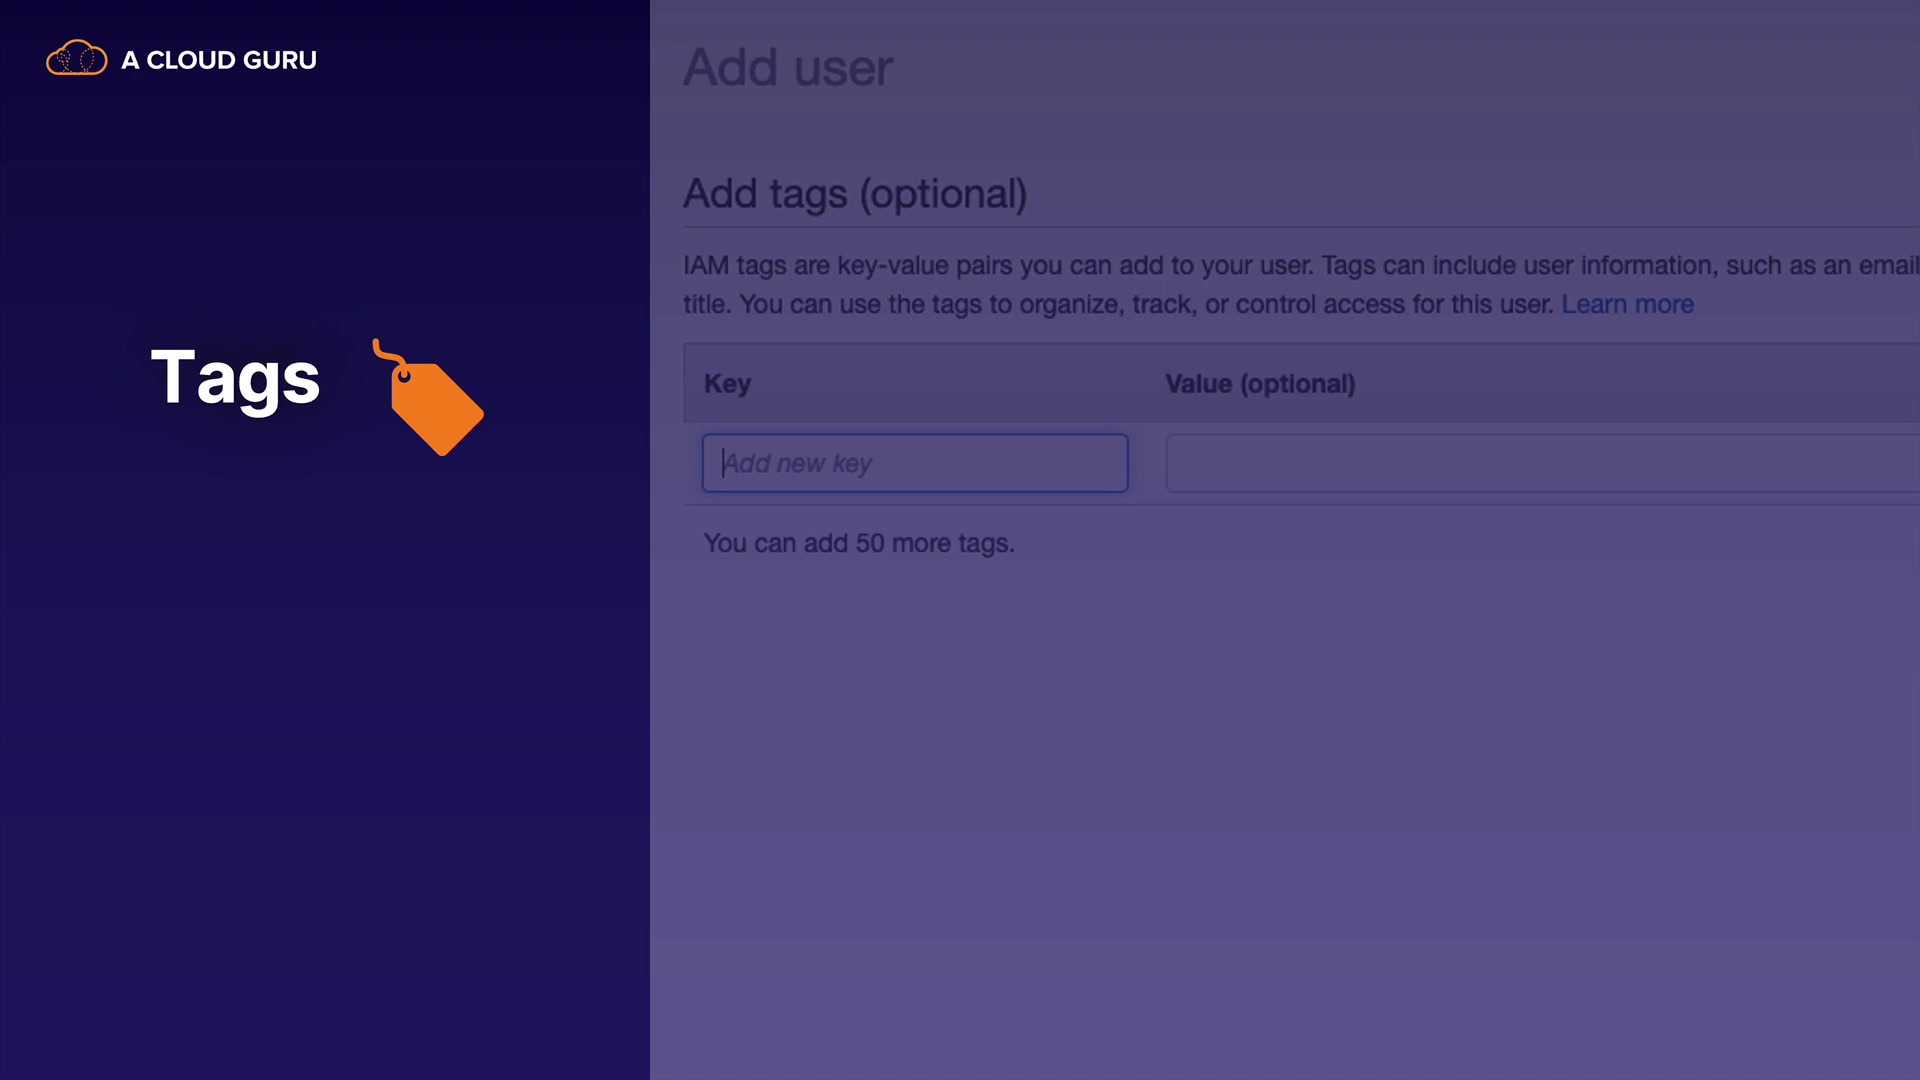 A CLOUD GURU
Tags
Add user
Add tags (optional)
IAM tags are key-value pairs you can add to your user. Tags can include user information, such as an email
title. You can use the tags to organize, track, or control access for this user. Learn more
Key
Value (optional)
Add new key
You can add 50 more tags.